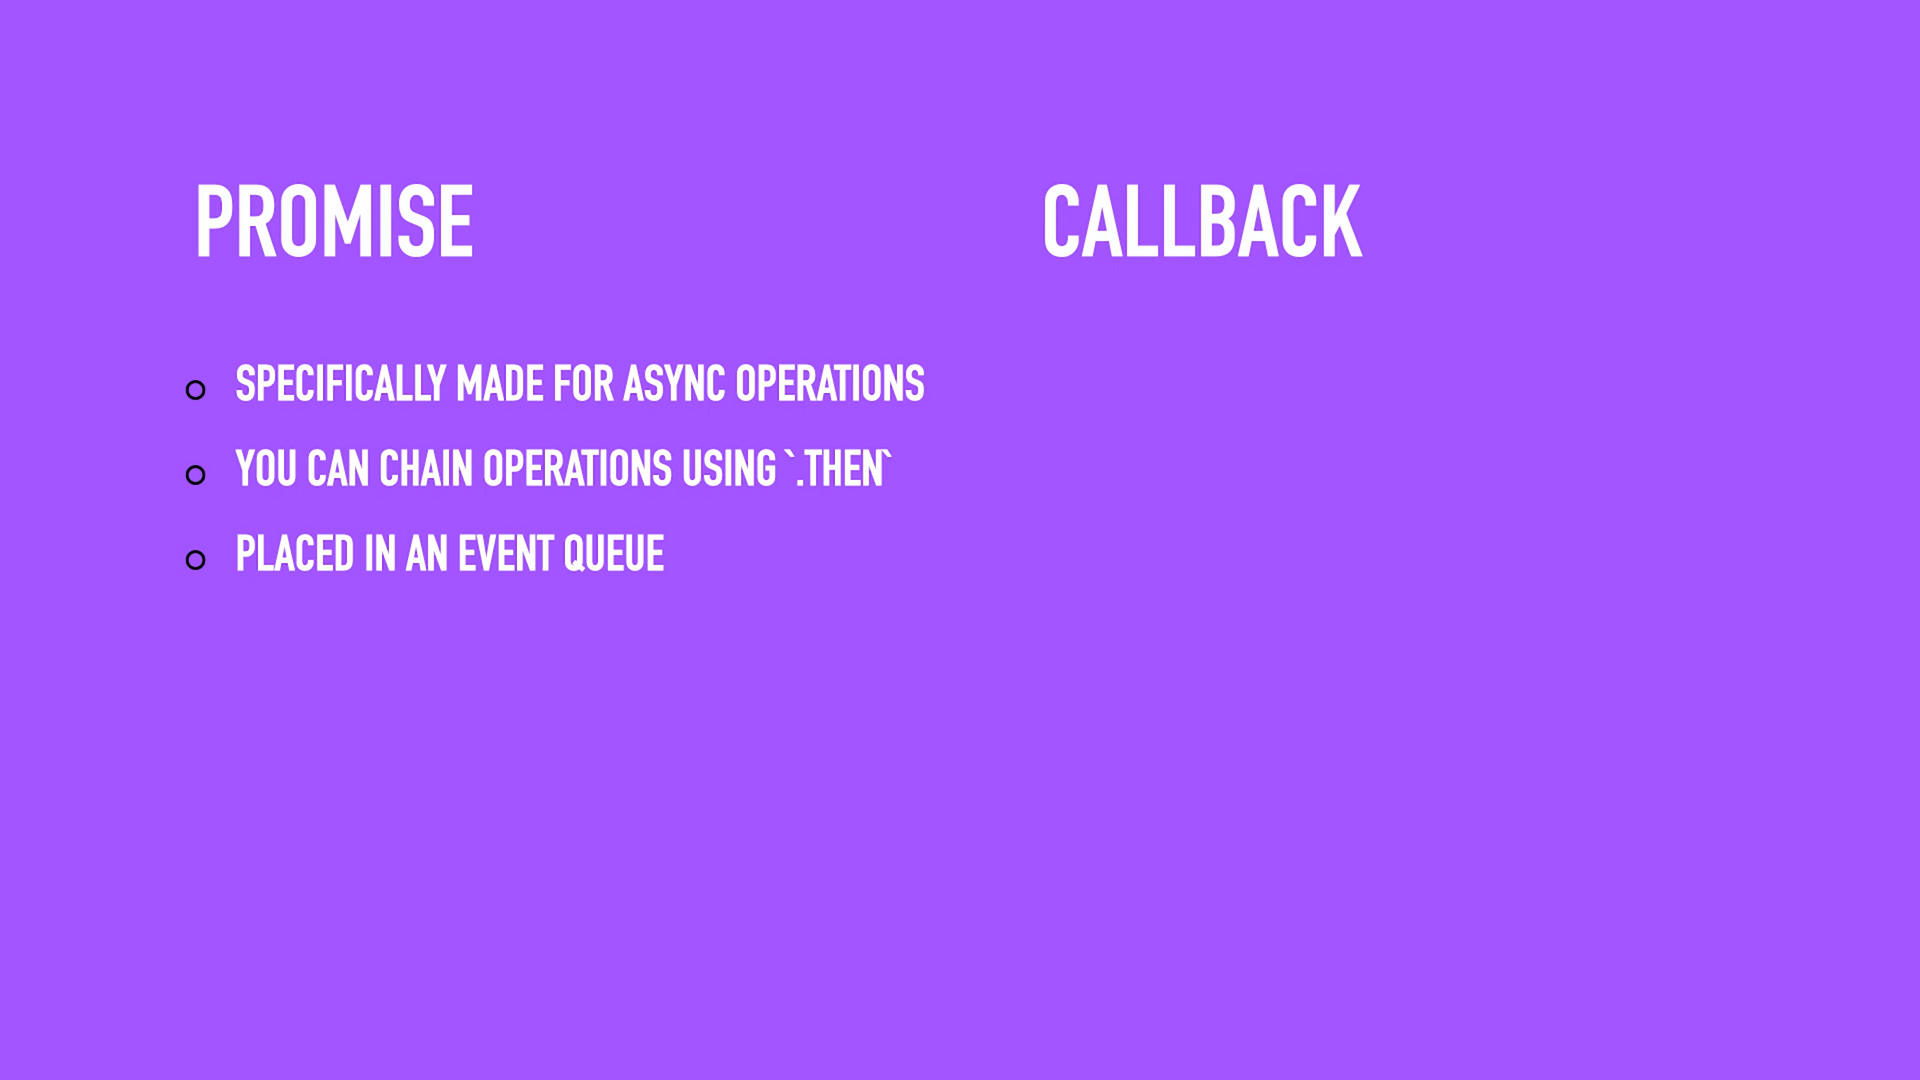 PROMISE
CALLBACK
SPECIFICALLY MADE FOR ASYNC OPERATIONS
YOU CAN CHAIN OPERATIONS USING `.THEN`
PLACED IN AN EVENT QUEUE